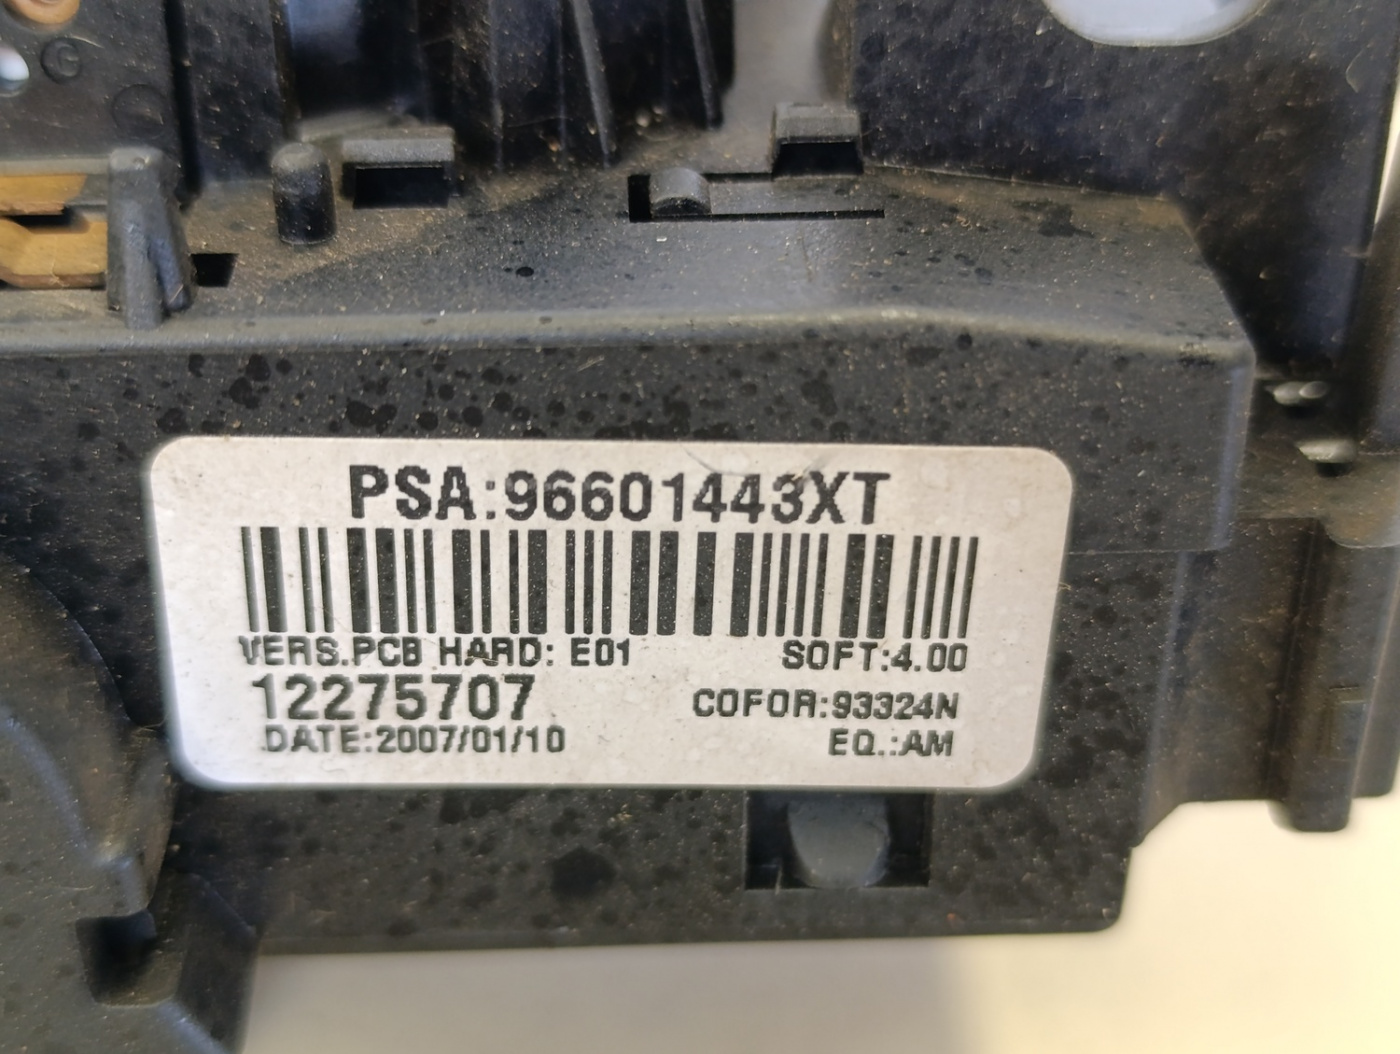 G
PSA:96601443XT
VERS.PCB HARD: E01 SOFT:4.00
12275707 COFOR:93324N
DATE:2007/01/10 EQ.:AM